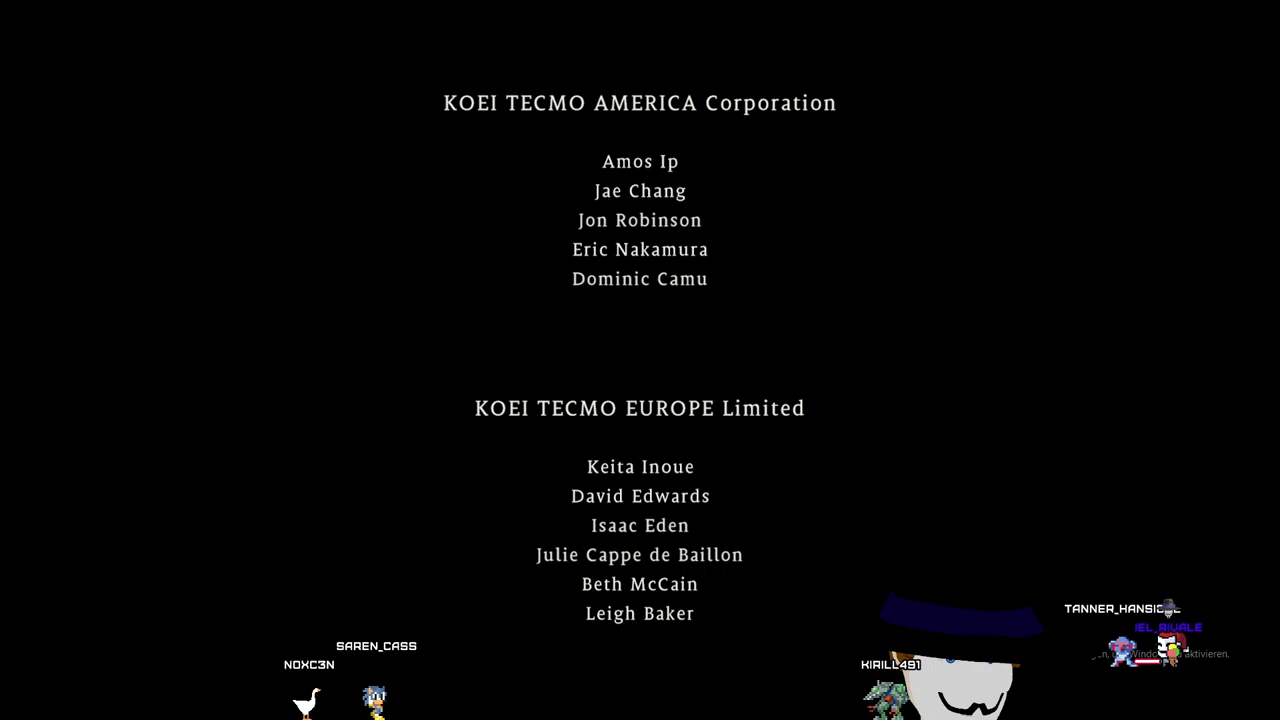 KOEI TECMO AMERICA Corporation
Amos Ip
Jae Chang
Jon Robinson
Eric Nakamura
Dominic Camu
KOEI TECMO EUROPE Limited
Keita Inoue
David Edwards
Isaac Eden
Julie Cappe de Baillon
Beth McCain
Leigh Baker
SAREN_CASS
NOXC3N
KIRILL491
aktivieren.